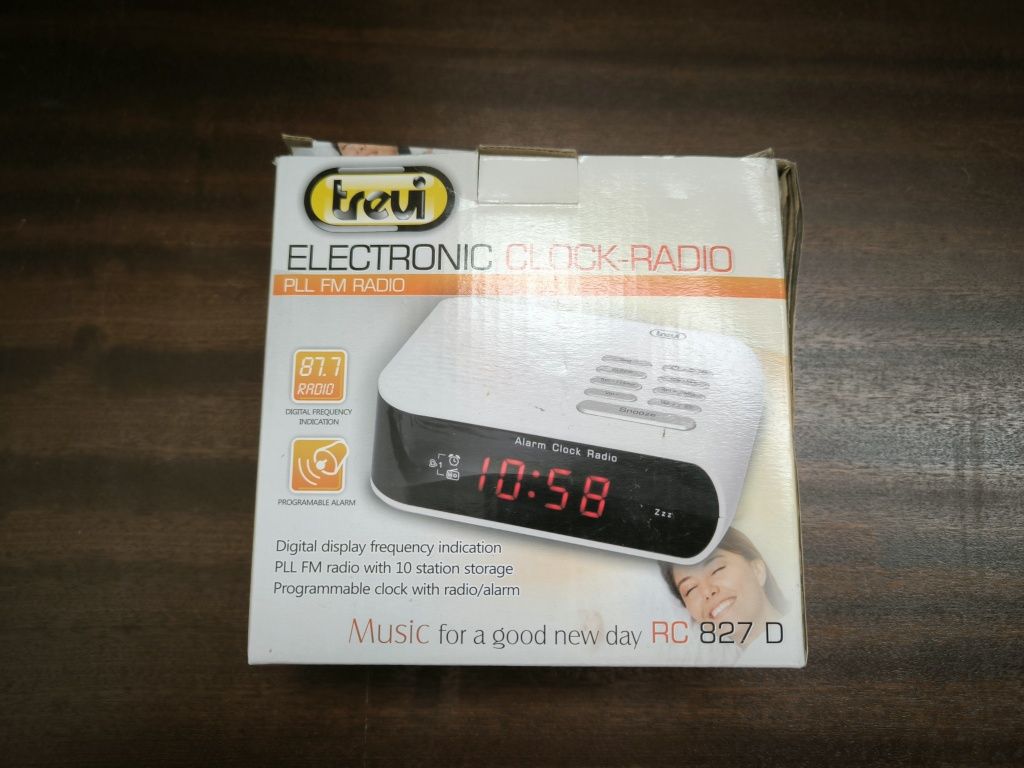 trevi
ELECTRONIC CLOCK-RADIO
PLL FM RADIO
trevi
87.7
RADIO
DIGITAL FREQUENCY
INDICATION
Snooze
Alarm Clock Radio
1
10:58
Zzz
PROGRAMABLE ALARM
Digital display frequency indication
PLL FM radio with 10 station storage
Programmable clock with radio/alarm
Music for a good new day RC 827 D